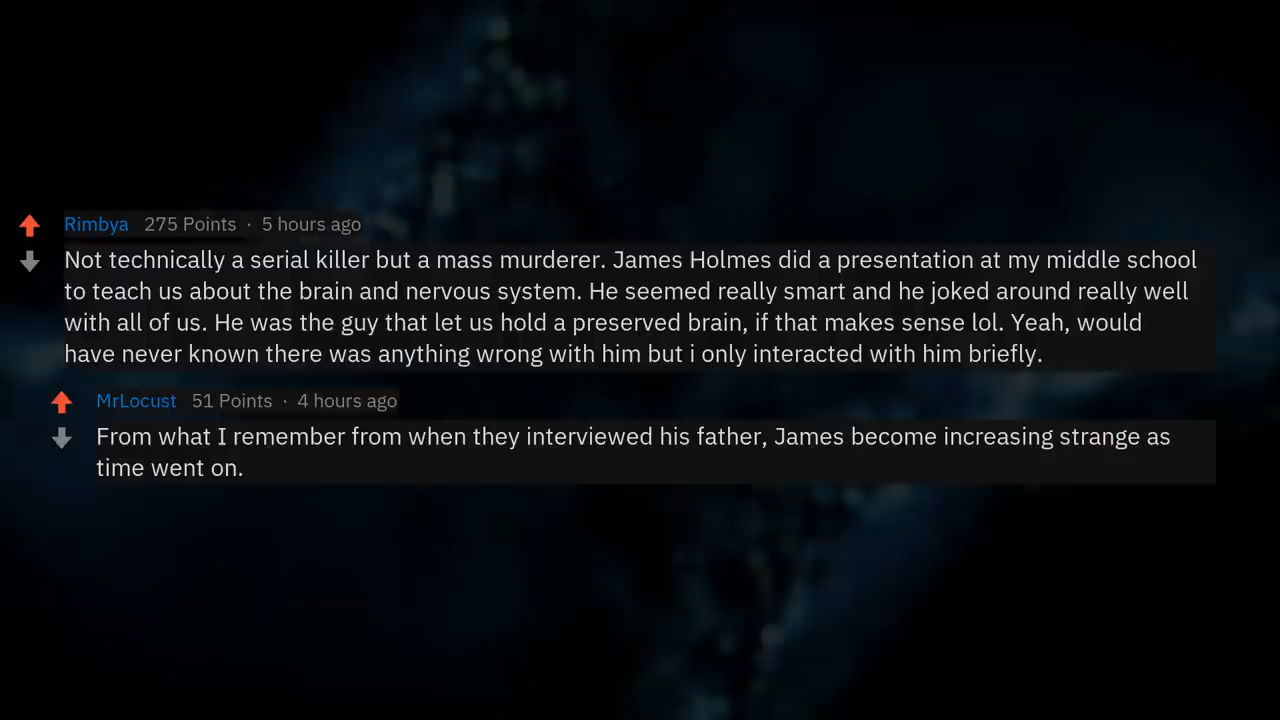 Rimbya 275 Points · 5 hours ago
Not technically a serial killer but a mass murderer. James Holmes did a presentation at my middle school
to teach us about the brain and nervous system. He seemed really smart and he joked around really well
with all of us. He was the guy that let us hold a preserved brain, if that makes sense lol. Yeah, would
have never known there was anything wrong with him but i only interacted with him briefly.
MrLocust 51 Points · 4 hours ago
From what I remember from when they interviewed his father, James become increasing strange as
time went on.